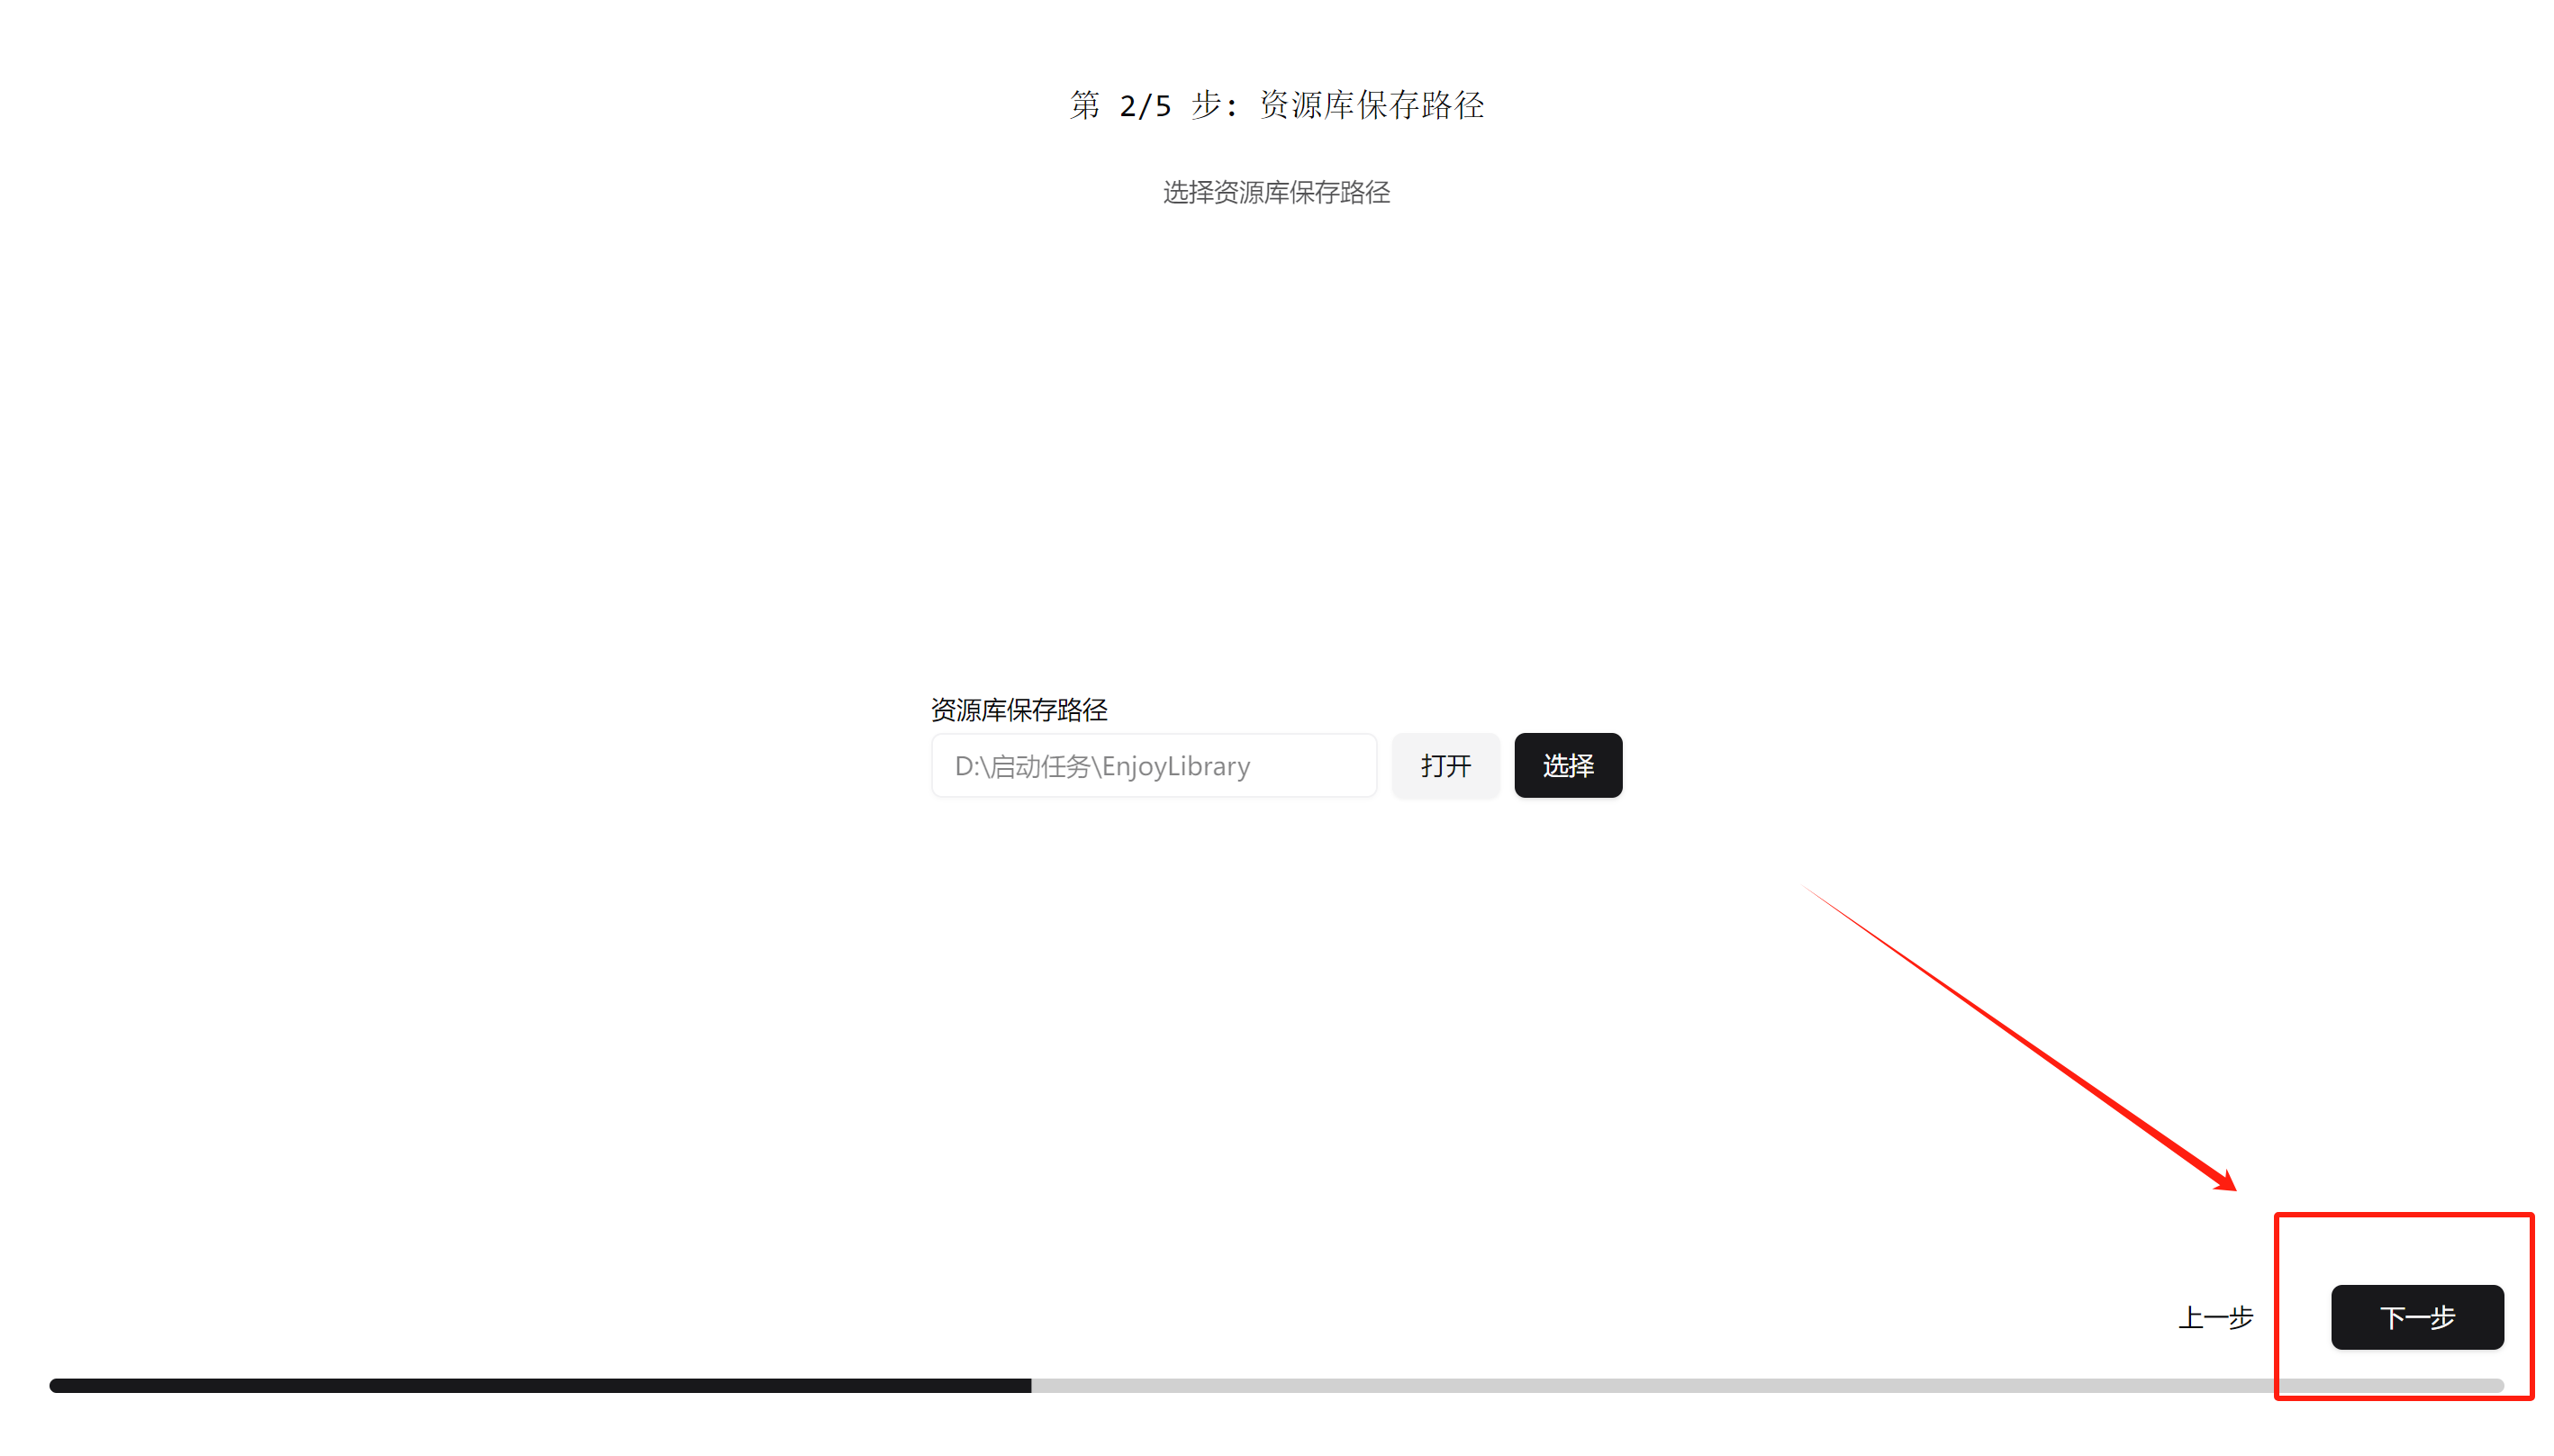 第 2/5 步: 资源库保存路径
选择资源库保存路径
资源库保存路径
D:\启动任务\EnjoyLibrary 打开 选择
上一步 下一步